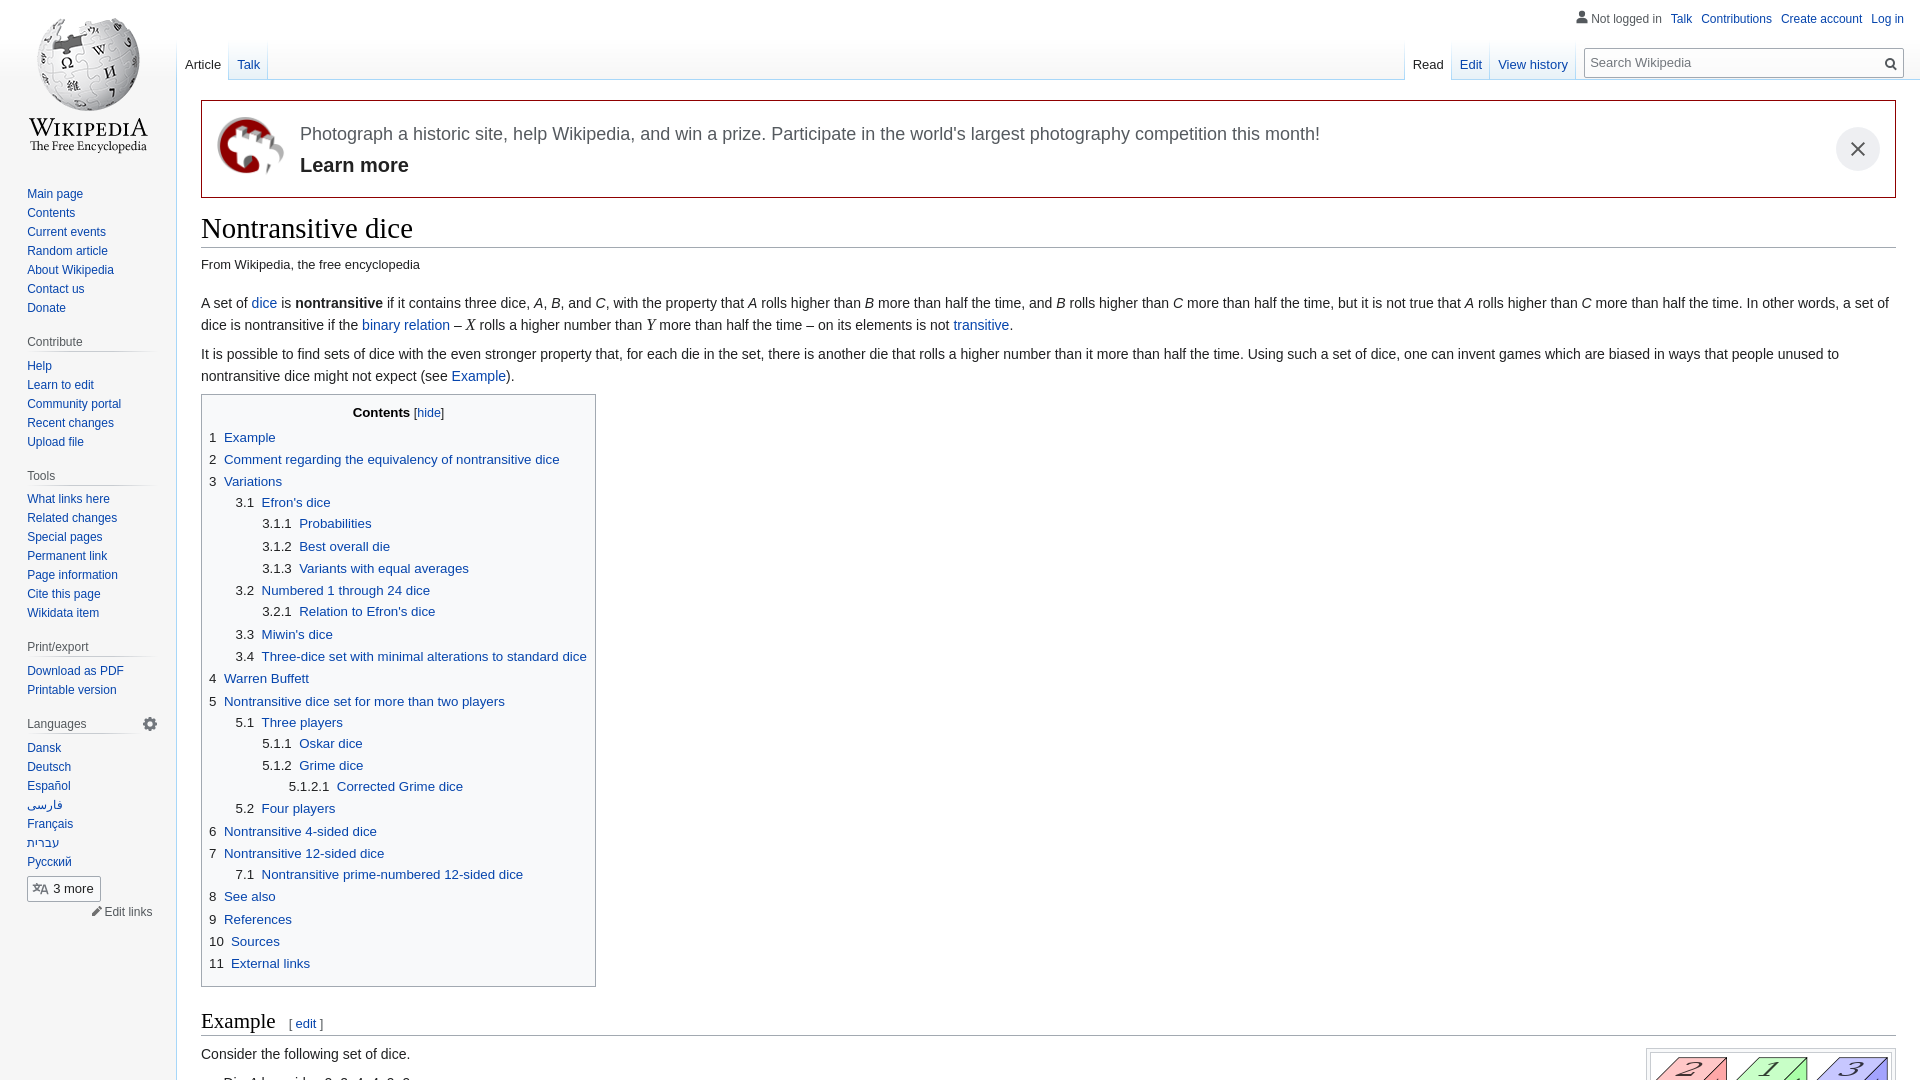 Not logged in Talk Contributions Create account Log in
Article Talk Read Edit View history Search Wikipedia
WIKIPEDIA
The Free Encyclopedia
Main page
Contents
Current events
Random article
About Wikipedia
Contact us
Donate
Contribute
Help
Learn to edit
Community portal
Recent changes
Upload file
Tools
What links here
Related changes
Special pages
Permanent link
Page information
Cite this page
Wikidata item
Print/export
Download as PDF
Printable version
Languages
Dansk
Deutsch
Español
فارسی
Français
עברית
Русский
3 more
Edit links
Photograph a historic site, help Wikipedia, and win a prize. Participate in the world's largest photography competition this month!
Learn more
Nontransitive dice
From Wikipedia, the free encyclopedia
A set of dice is nontransitive if it contains three dice, A, B, and C, with the property that A rolls higher than B more than half the time, and B rolls higher than C more than half the time, but it is not true that A rolls higher than C more than half the time. In other words, a set of
dice is nontransitive if the binary relation – X rolls a higher number than Y more than half the time – on its elements is not transitive.
It is possible to find sets of dice with the even stronger property that, for each die in the set, there is another die that rolls a higher number than it more than half the time. Using such a set of dice, one can invent games which are biased in ways that people unused to
nontransitive dice might not expect (see Example).
Contents [hide]
1 Example
2 Comment regarding the equivalency of nontransitive dice
3 Variations
3.1 Efron's dice
3.1.1 Probabilities
3.1.2 Best overall die
3.1.3 Variants with equal averages
3.2 Numbered 1 through 24 dice
3.2.1 Relation to Efron's dice
3.3 Miwin's dice
3.4 Three-dice set with minimal alterations to standard dice
4 Warren Buffett
5 Nontransitive dice set for more than two players
5.1 Three players
5.1.1 Oskar dice
5.1.2 Grime dice
5.1.2.1 Corrected Grime dice
5.2 Four players
6 Nontransitive 4-sided dice
7 Nontransitive 12-sided dice
7.1 Nontransitive prime-numbered 12-sided dice
8 See also
9 References
10 Sources
11 External links
Example [ edit ]
Consider the following set of dice.
2 1 3